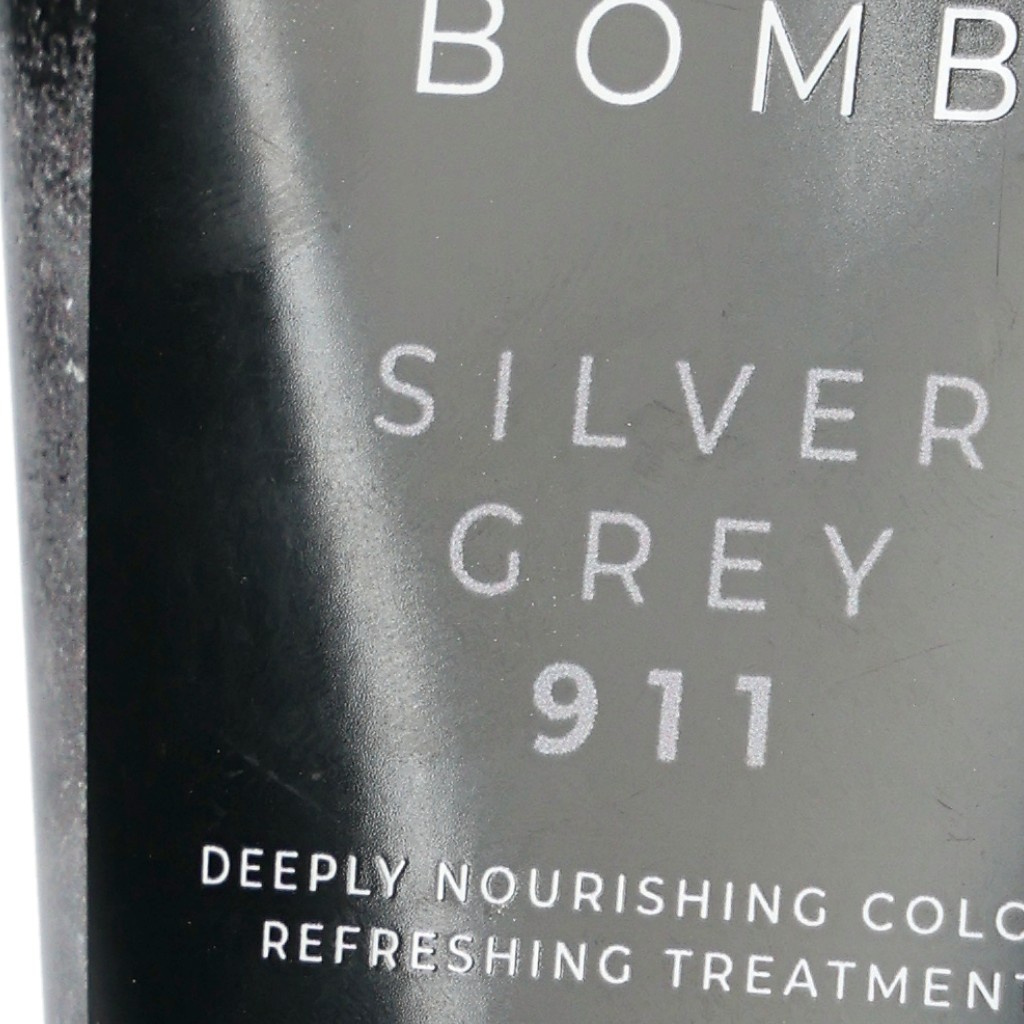 BOMB
SILVER
GREY
911
DEEPLY NOURISHING COLO
REFRESHING TREATMENT